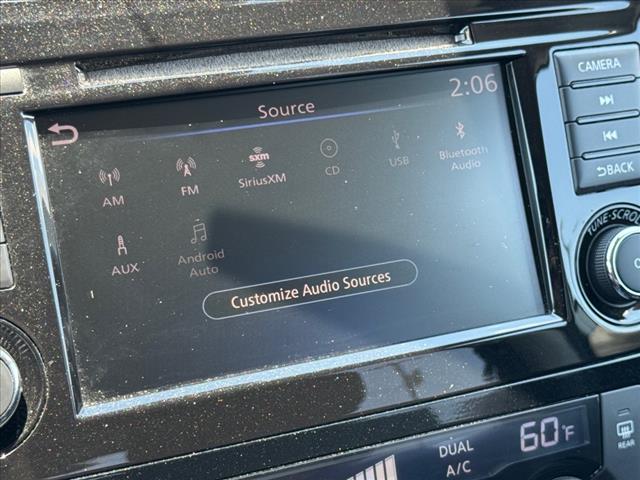 2:06
Source
AM
FM
sxm
SiriusXM
CD
USB
Bluetooth
Audio
AUX
Android
Auto
Customize Audio Sources
CAMERA
BACK
TUNE·SCROLL
DUAL
A/C
60°F
REAR